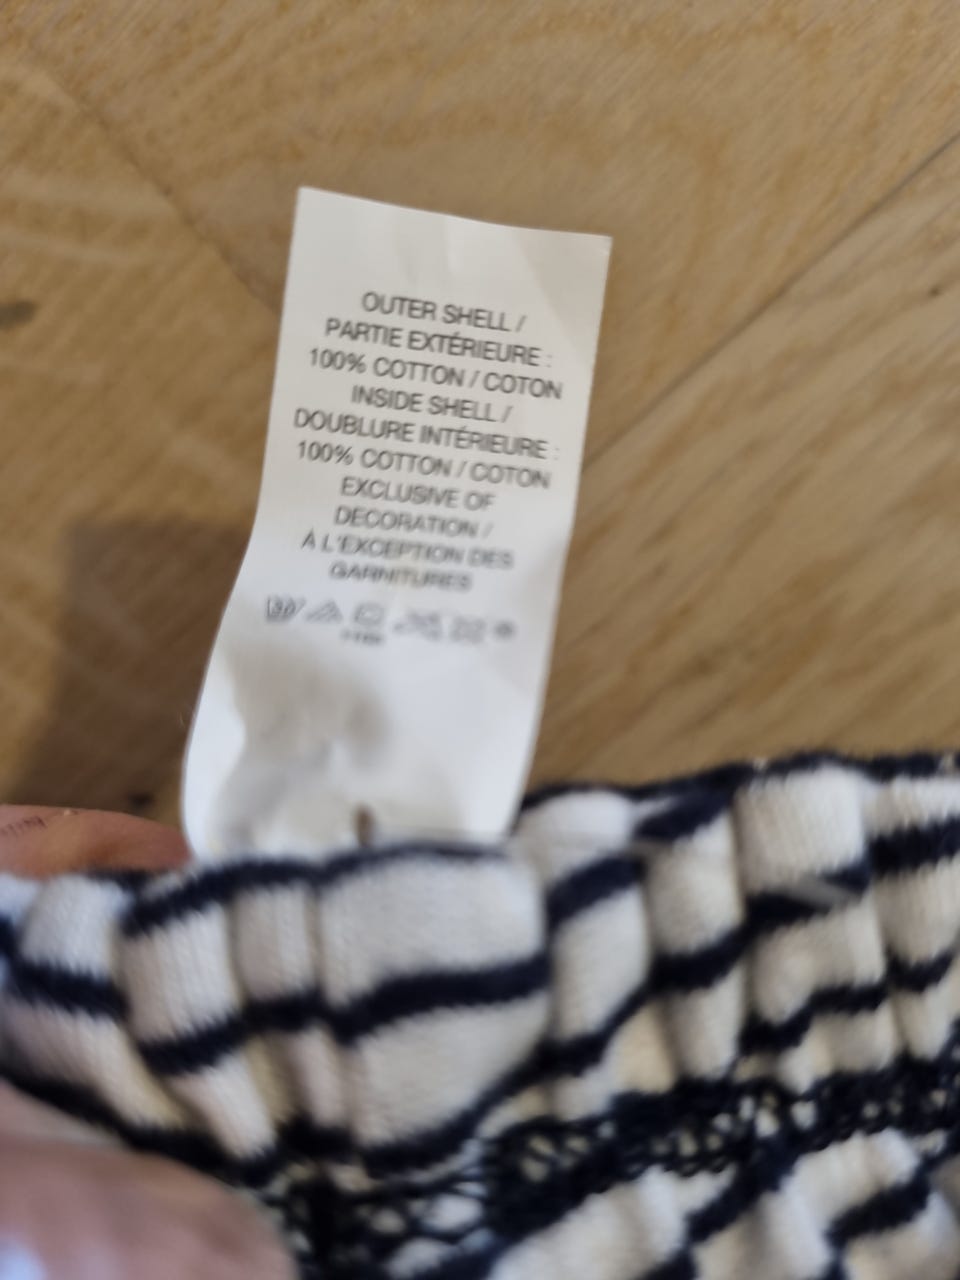 OUTER SHELL /
PARTIE EXTÉRIEURE :
100% COTTON / COTON
INSIDE SHELL /
DOUBLURE INTÉRIEURE :
100% COTTON / COTON
EXCLUSIVE OF
DECORATION /
À L'EXCEPTION DES
GARNITURES
30